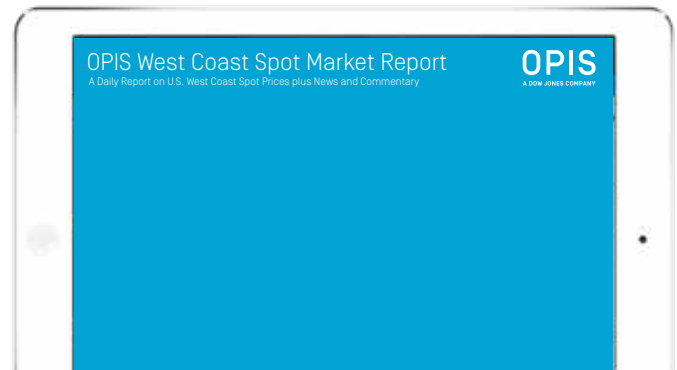 OPIS West Coast Spot Market Report
A Daily Report on U.S. West Coast Spot Prices plus News and Commentary
OPIS
A DOW JONES COMPANY